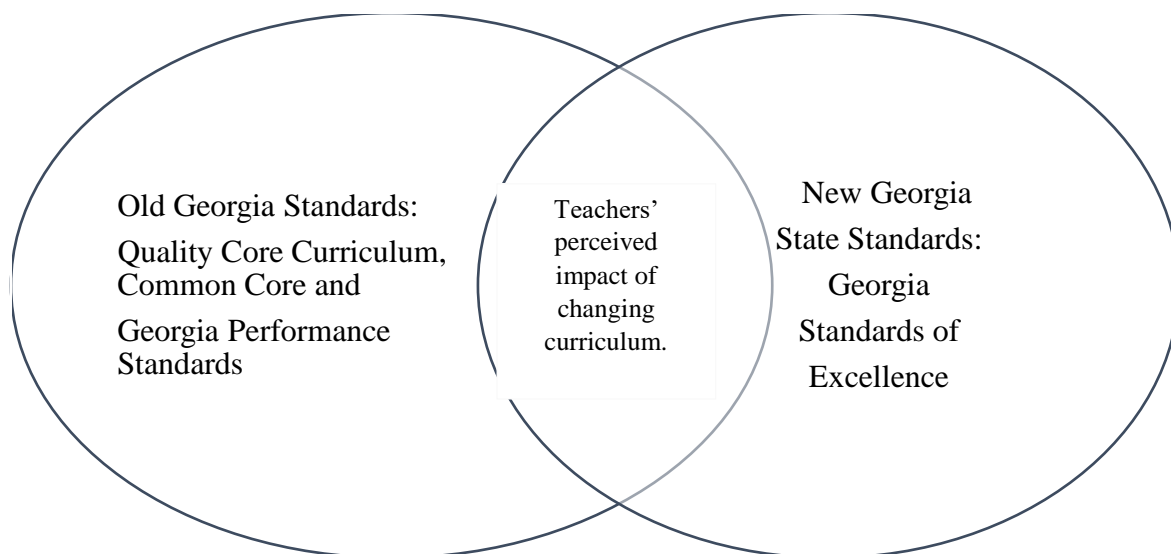 Old Georgia Standards:
Quality Core Curriculum,
Common Core and
Georgia Performance
Standards
Teachers’
perceived
impact of
changing
curriculum.
New Georgia
State Standards:
Georgia
Standards of
Excellence